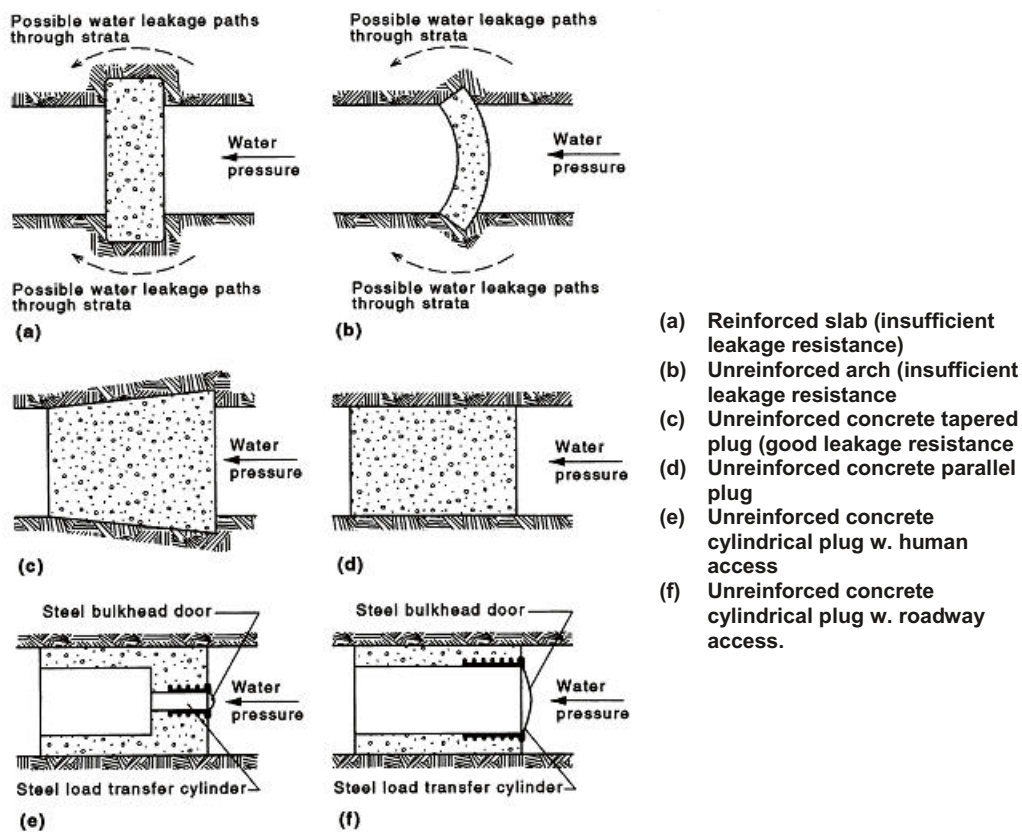 Possible water leakage paths
through strata
Water
pressure
Possible water leakage paths
through strata
(a)
Possible water leakage paths
through strata
Water
pressure
Possible water leakage paths
through strata
(b)
Water
pressure
(c)
Water
pressure
(d)
Steel bulkhead door
Water
pressure
Steel load transfer cylinder
(e)
Steel bulkhead door
Water
pressure
Steel load transfer cylinder
(f)
(a) Reinforced slab (insufficient
leakage resistance)
(b) Unreinforced arch (insufficient
leakage resistance
(c) Unreinforced concrete tapered
plug (good leakage resistance
(d) Unreinforced concrete parallel
plug
(e) Unreinforced concrete
cylindrical plug w. human
access
(f) Unreinforced concrete
cylindrical plug w. roadway
access.